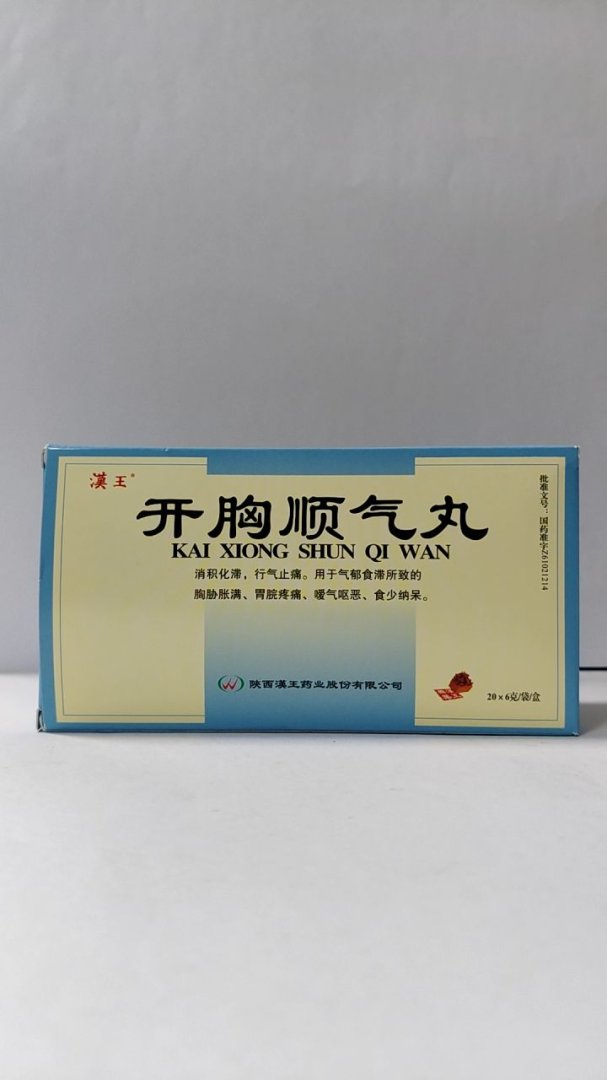 漢王®
开胸顺气丸
KAI XIONG SHUN QI WAN
消积化滞，行气止痛。用于气郁食滞所致的
胸胁胀满、胃脘疼痛、嗳气呕恶、食少纳呆。
批准文号：国药准字Z61021214
陕西漢王药业股份有限公司
20×6克/袋/盒